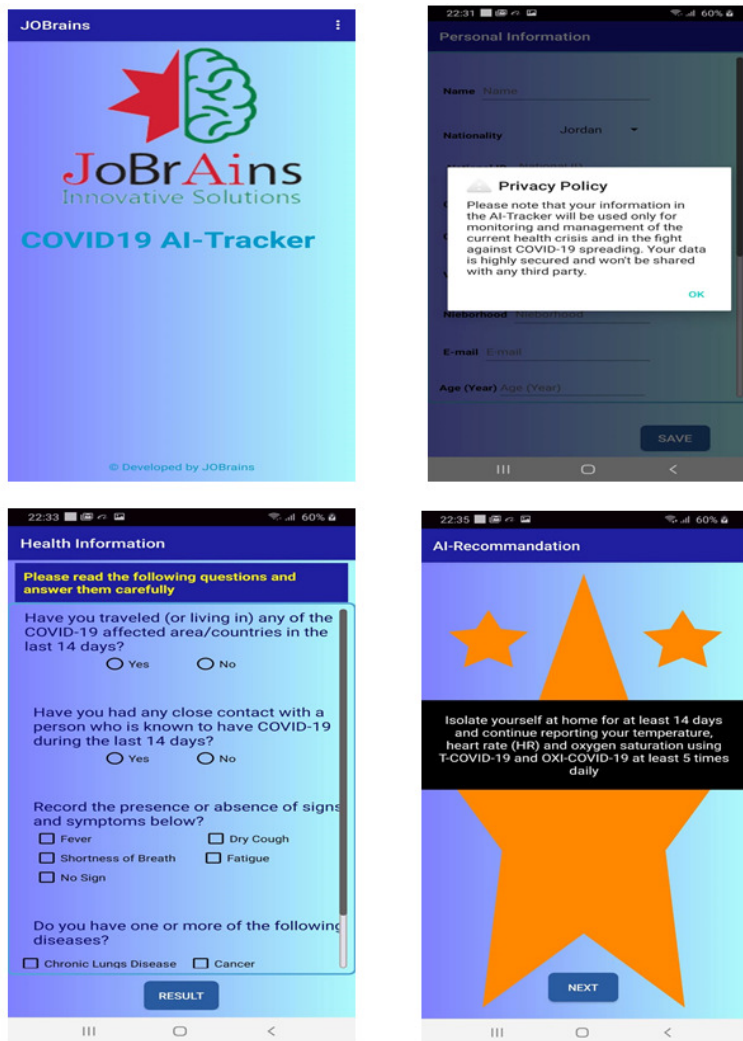 JOBrains
JoBrAins
Innovative Solutions
COVID19 AI-Tracker
© Developed by JOBrains
22:31
60%
Personal Information
Name Name
Nationality Jordan
Privacy Policy
Please note that your information in
the AI-Tracker will be used only for
monitoring and management of the
current health crisis and in the fight
against COVID-19 spreading. Your data
is highly secured and won't be shared
with any third party.
OK
Nieborhood Nieborhood
E-mail E-mail
Age (Year) Age (Year)
SAVE
22:33
60%
Health Information
Please read the following questions and
answer them carefully
Have you traveled (or living in) any of the
COVID-19 affected area/countries in the
last 14 days?
Yes No
Have you had any close contact with a
person who is known to have COVID-19
during the last 14 days?
Yes No
Record the presence or absence of signs
and symptoms below?
Fever Dry Cough
Shortness of Breath Fatigue
No Sign
Do you have one or more of the following
diseases?
Chronic Lungs Disease Cancer
RESULT
22:35
60%
AI-Recommandation
Isolate yourself at home for at least 14 days
and continue reporting your temperature,
heart rate (HR) and oxygen saturation using
T-COVID-19 and OXI-COVID-19 at least 5 times
daily
NEXT